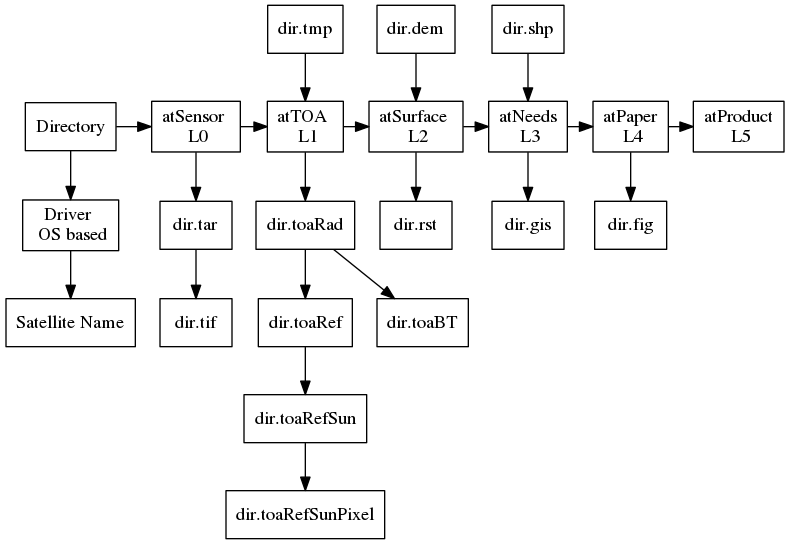 dir.tmp
dir.dem
dir.shp
Directory
atSensor
L0
atTOA
L1
atSurface
L2
atNeeds
L3
atPaper
L4
atProduct
L5
Driver
OS based
dir.tar
dir.toaRad
dir.rst
dir.gis
dir.fig
Satellite Name
dir.tif
dir.toaRef
dir.toaBT
dir.toaRefSun
dir.toaRefSunPixel